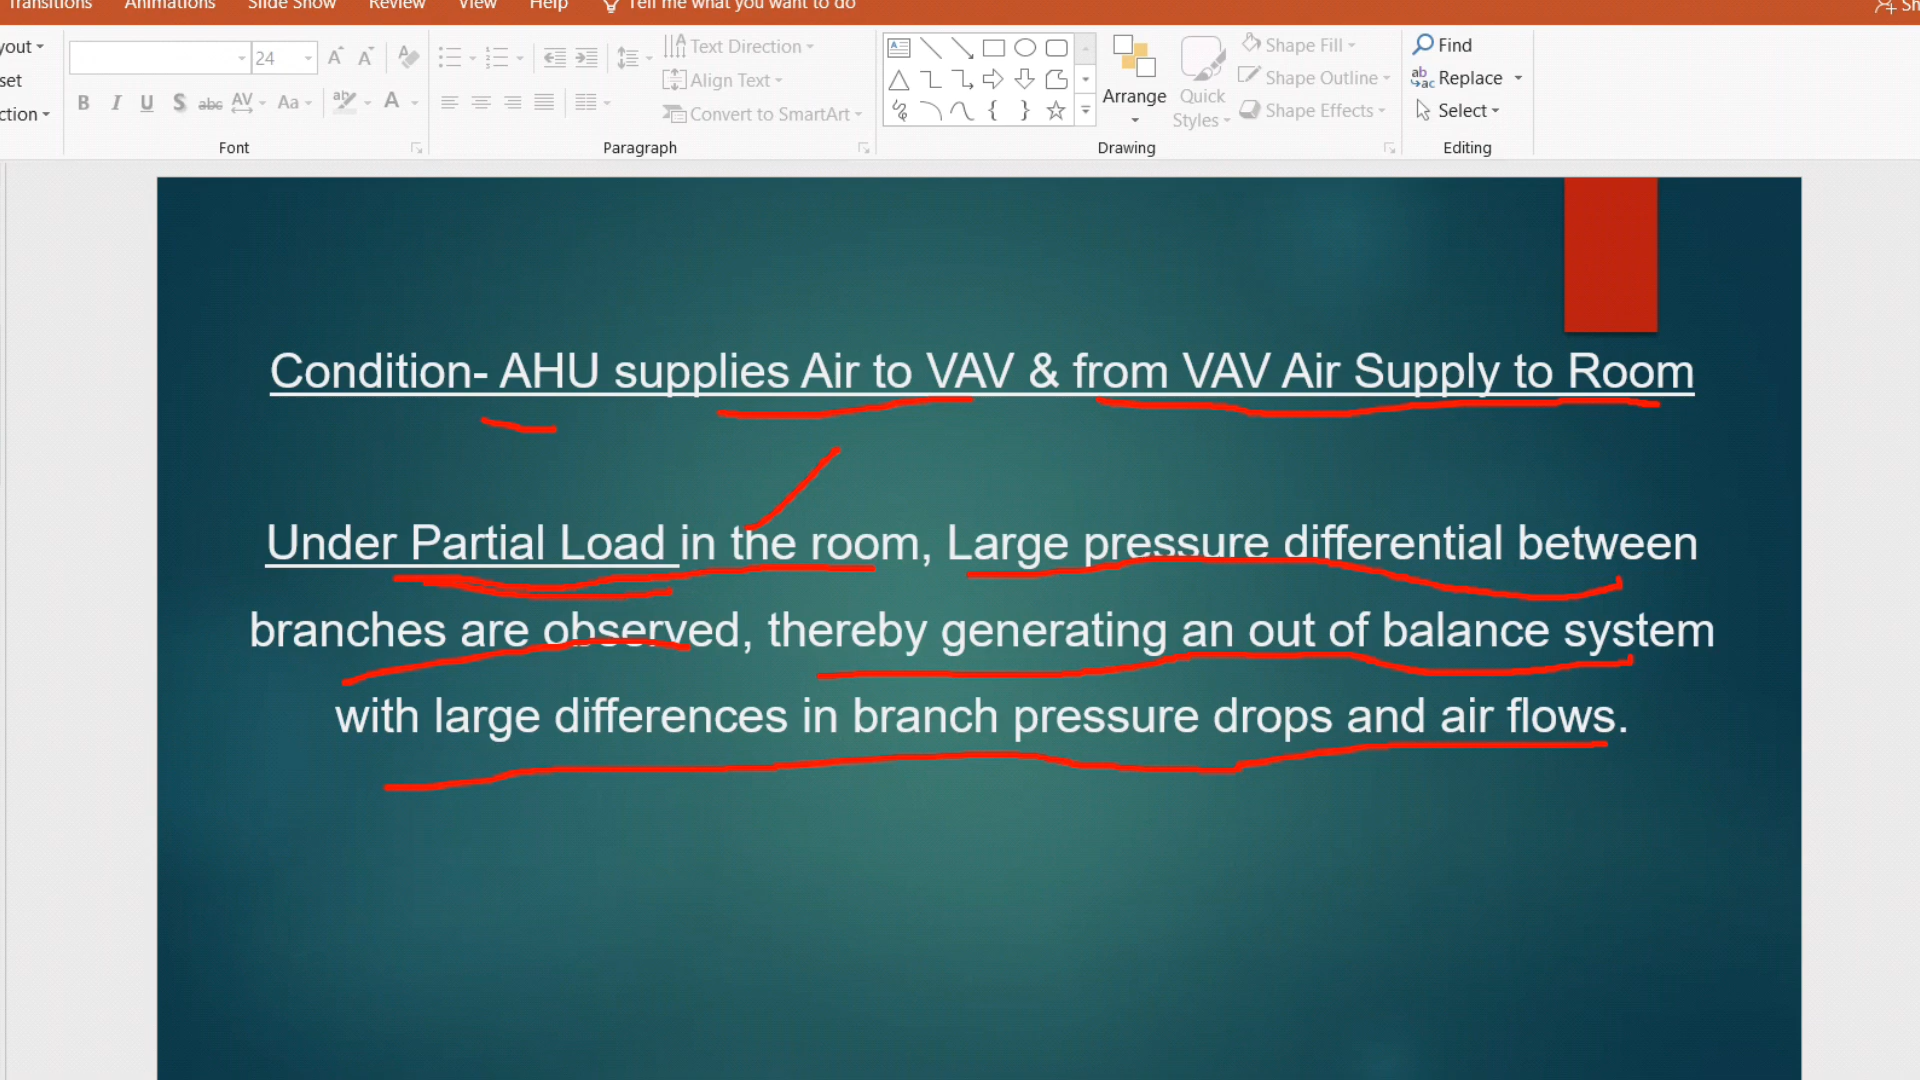 Transitions Animations Slide Show Review View Help Tell me what you want to do Sh
yout
set
ction
24
Text Direction
Align Text
Convert to SmartArt
Arrange
Quick
Styles
Shape Fill
Shape Outline
Shape Effects
Find
Replace
Select
Font
Paragraph
Drawing
Editing
Condition- AHU supplies Air to VAV & from VAV Air Supply to Room
Under Partial Load in the room, Large pressure differential between
branches are observed, thereby generating an out of balance system
with large differences in branch pressure drops and air flows.